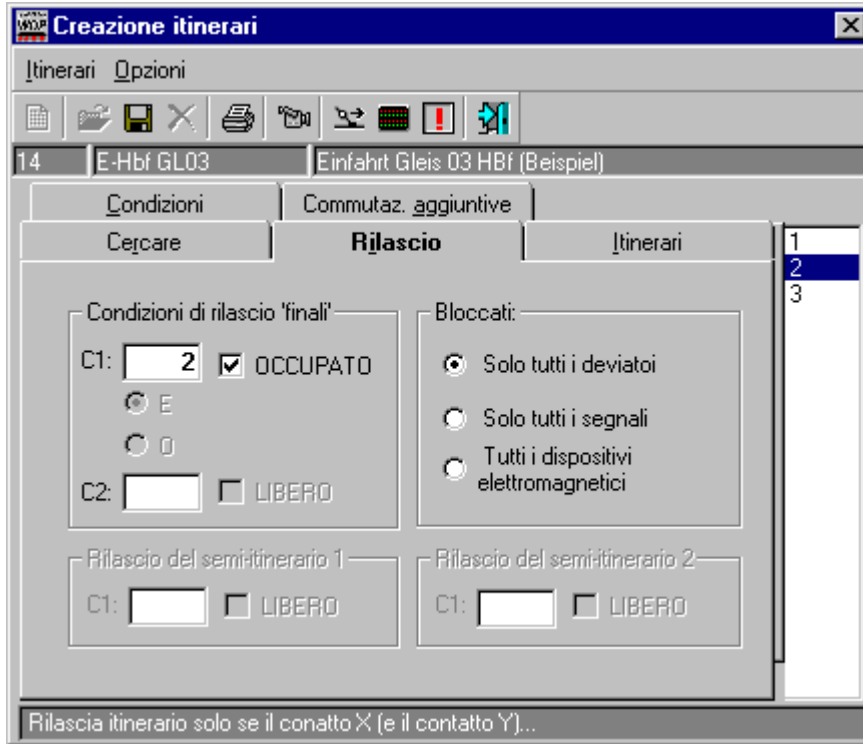 Creazione itinerari
Itinerari Opzioni
14 E-Hbf GL03 Einfahrt Gleis 03 HBf (Beispiel)
Condizioni Commutaz. aggiuntive
Cercare Rilascio Itinerari
1
2
3
Condizioni di rilascio 'finali'
C1: 2 OCCUPATO
E
O
C2: LIBERO
Bloccati:
Solo tutti i deviatoi
Solo tutti i segnali
Tutti i dispositivi
elettromagnetici
Rilascio del semi-itinerario 1
C1: LIBERO
Rilascio del semi-itinerario 2
C1: LIBERO
Rilascia itinerario solo se il conatto X (e il contatto Y)...